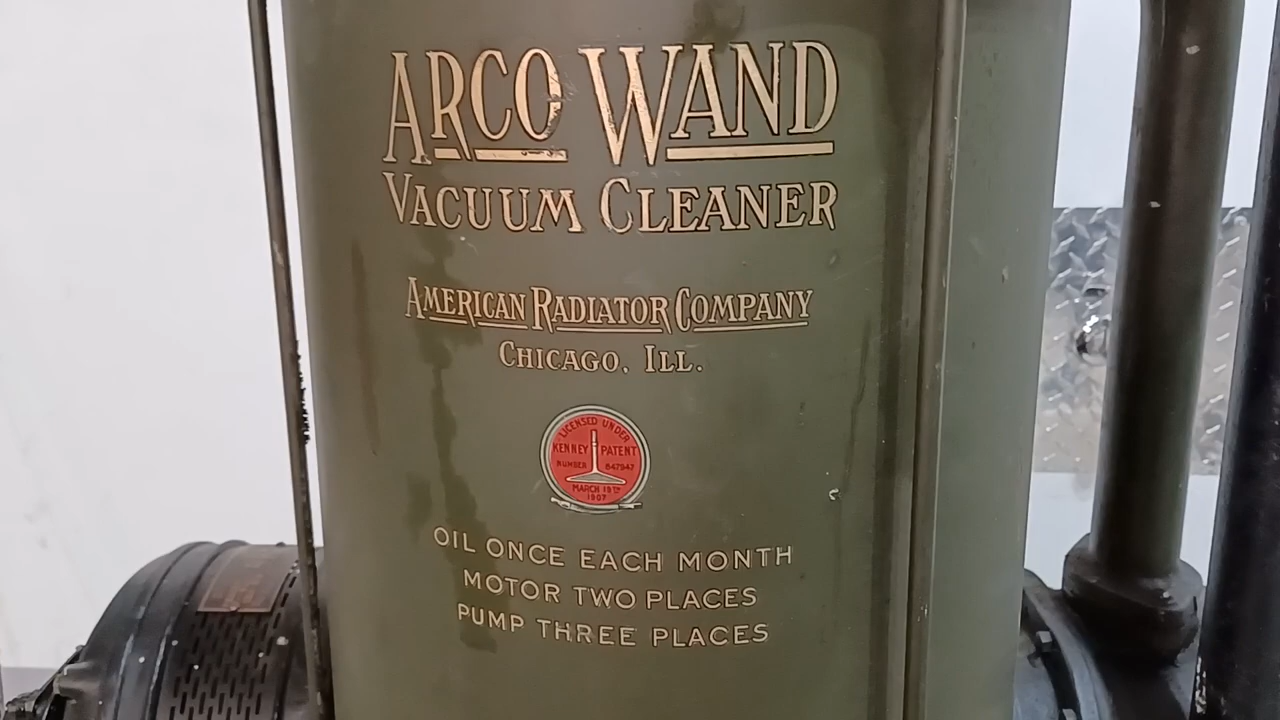 ARCO WAND
VACUUM CLEANER
AMERICAN RADIATOR COMPANY
CHICAGO, ILL.
LICENSED UNDER
KENNEY PATENT
NUMBER 847947
MARCH 19TH
1907
OIL ONCE EACH MONTH
MOTOR TWO PLACES
PUMP THREE PLACES